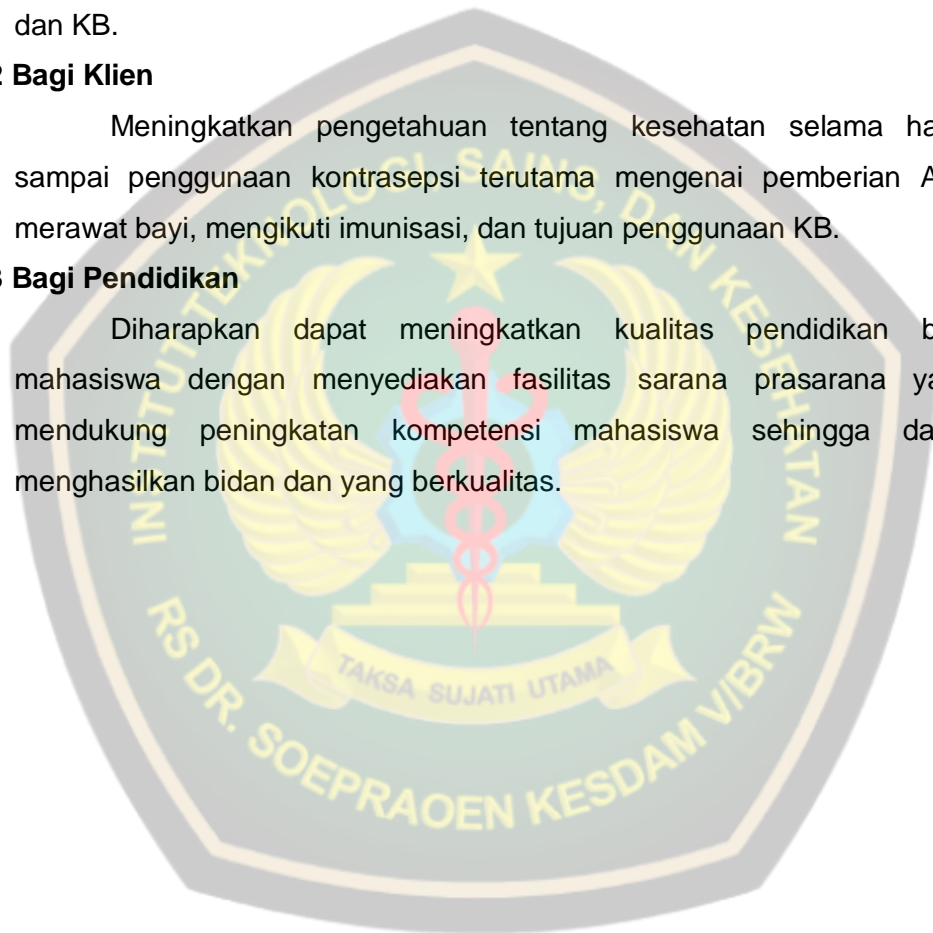 dan KB.
2 Bagi Klien
Meningkatkan pengetahuan tentang kesehatan selama ha
sampai penggunaan kontrasepsi terutama mengenai pemberian A
merawat bayi, mengikuti imunisasi, dan tujuan penggunaan KB.
Bagi Pendidikan
Diharapkan dapat meningkatkan kualitas pendidikan b
mahasiswa dengan menyediakan fasilitas sarana prasarana ya
mendukung peningkatan kompetensi mahasiswa sehingga da
menghasilkan bidan dan yang berkualitas.
INSTITUT TEKNOLOGI, SAINS, DAN KESEHATAN
TAKSA SUJATI UTAMA
RS DR. SOEPRAOEN KESDAM V/BRW